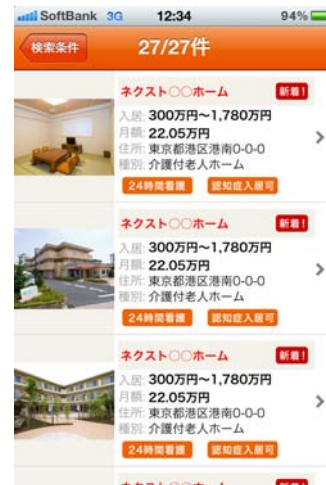 SoftBank 3G 12:34 94%
検索条件 27/27件
ネクスト○○ホーム 新着!
入居: 300万円〜1,780万円
月額: 22.05万円
住所: 東京都港区港南0-0-0
種別: 介護付老人ホーム
24時間看護 認知症入居可
ネクスト○○ホーム 新着!
入居: 300万円〜1,780万円
月額: 22.05万円
住所: 東京都港区港南0-0-0
種別: 介護付老人ホーム
24時間看護 認知症入居可
ネクスト○○ホーム 新着!
入居: 300万円〜1,780万円
月額: 22.05万円
住所: 東京都港区港南0-0-0
種別: 介護付老人ホーム
24時間看護 認知症入居可